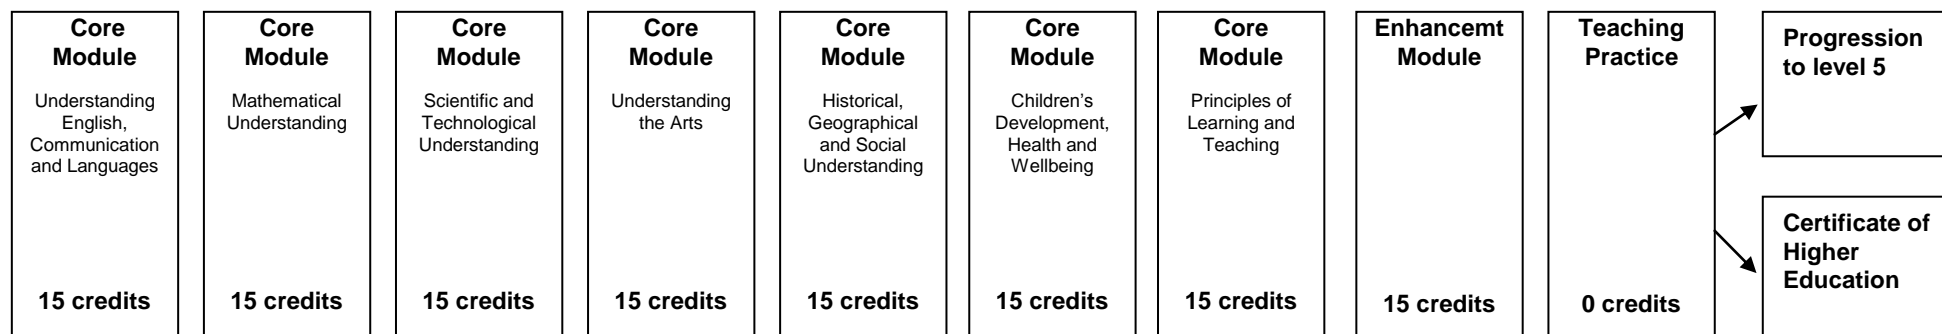 Core
Module
Understanding
English,
Communication
and Languages
15 credits
Core
Module
Mathematical
Understanding
15 credits
Core
Module
Scientific and
Technological
Understanding
15 credits
Core
Module
Understanding
the Arts
15 credits
Core
Module
Historical,
Geographical
and Social
Understanding
15 credits
Core
Module
Children’s
Development,
Health and
Wellbeing
15 credits
Core
Module
Principles of
Learning and
Teaching
15 credits
Enhancemt
Module
15 credits
Teaching
Practice
0 credits
Progression
to level 5
Certificate of
Higher
Education